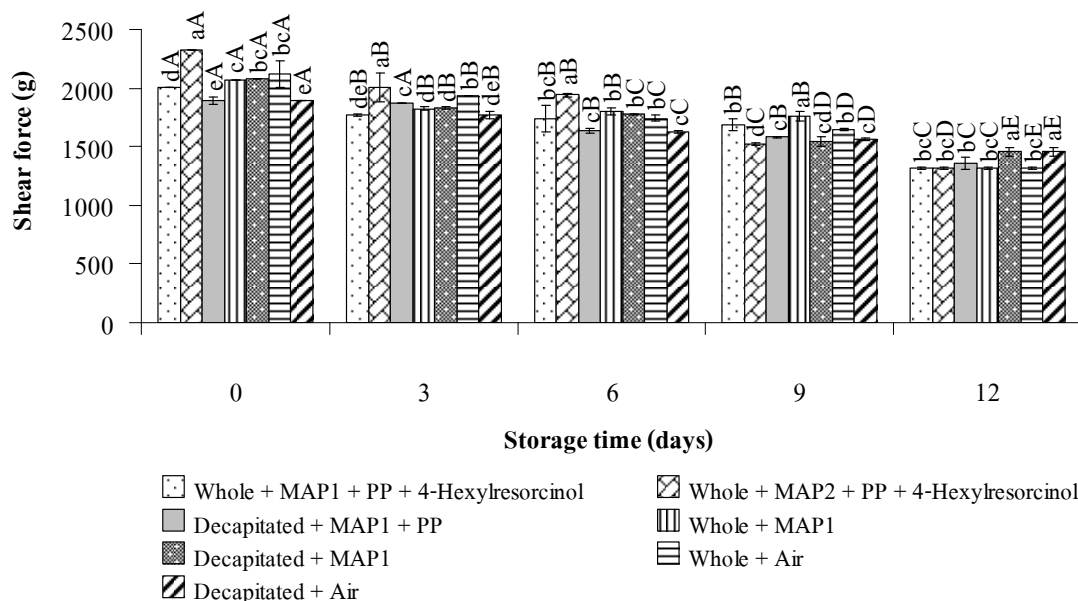 2500
2000
1500
1000
500
0
Shear force (g)
dA aA eA cA bcA bcA eA
deB aB cA dB dB bB deB
bcB aB cB bB bC bC cC
bB dC cB aB cdD bD cD
bcC bcD bC bcC aE bcE aE
0 3 6 9 12
Storage time (days)
Whole + MAP1 + PP + 4-Hexylresorcinol
Whole + MAP2 + PP + 4-Hexylresorcinol
Decapitated + MAP1 + PP
Whole + MAP1
Decapitated + MAP1
Whole + Air
Decapitated + Air